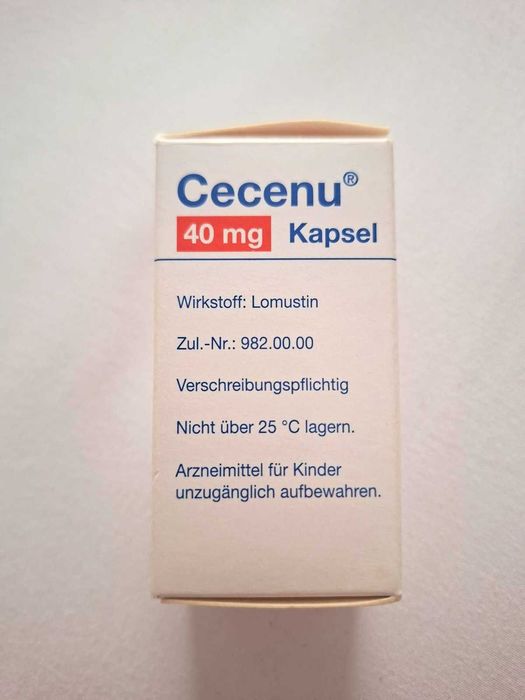 Cecenu®
40 mg Kapsel
Wirkstoff: Lomustin
Zul.-Nr.: 982.00.00
Verschreibungspflichtig
Nicht über 25 °C lagern.
Arzneimittel für Kinder
unzugänglich aufbewahren.